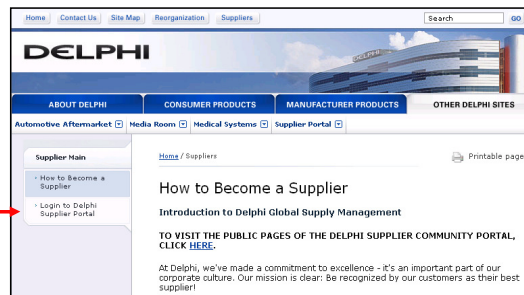 Home Contact Us Site Map Reorganization Suppliers Search GO
DELPHI
DELPHI
ABOUT DELPHI CONSUMER PRODUCTS MANUFACTURER PRODUCTS OTHER DELPHI SITES
Automotive Aftermarket Media Room Medical Systems Supplier Portal
Supplier Main
Home / Suppliers
Printable page
How to Become a
Supplier
Login to Delphi
Supplier Portal
How to Become a Supplier
Introduction to Delphi Global Supply Management
TO VISIT THE PUBLIC PAGES OF THE DELPHI SUPPLIER COMMUNITY PORTAL,
CLICK HERE.
At Delphi, we've made a commitment to excellence - it's an important part of our
corporate culture. Our mission is clear: Be recognized by our customers as their best
supplier!